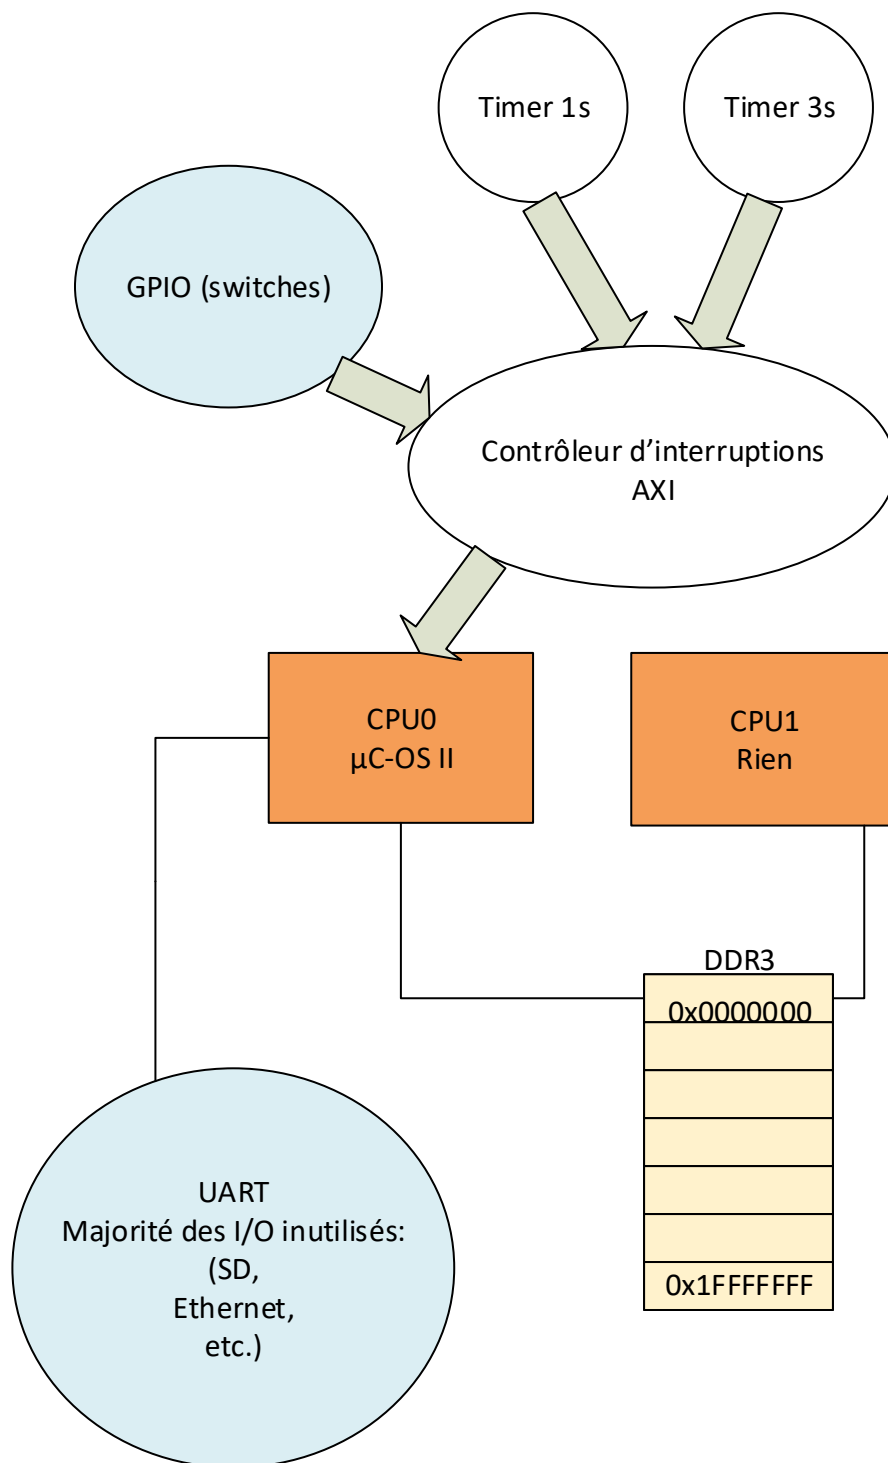 Timer 1s
Timer 3s
GPIO (switches)
Contrôleur d’interruptions
AXI
CPU0
µC-OS II
CPU1
Rien
DDR3
0x0000000
UART
Majorité des I/O inutilisés:
(SD,
Ethernet,
etc.)
0x1FFFFFFF